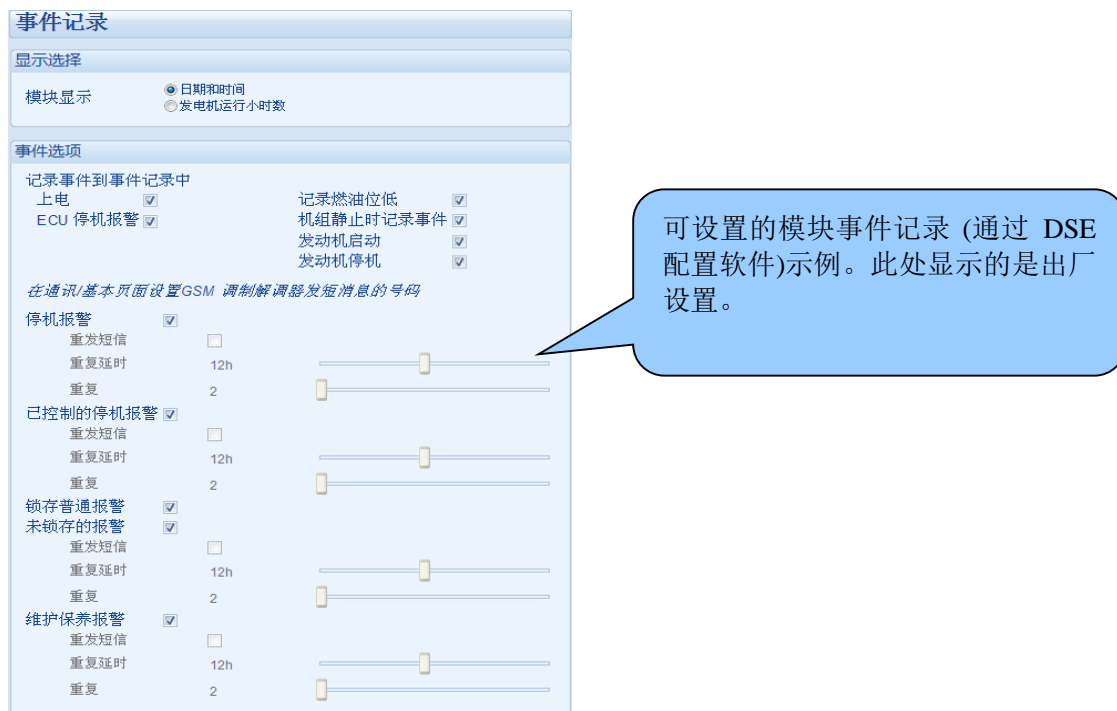 事件记录
显示选择
模块显示
日期和时间
发电机运行小时数
事件选项
记录事件到事件记录中
上电
记录燃油位低
ECU 停机报警
机组静止时记录事件
发动机启动
发动机停机
在通讯/基本页面设置GSM 调制解调器发短消息的号码
停机报警
重发短信
重复延时 12h
重复 2
已控制的停机报警
重发短信
重复延时 12h
重复 2
锁存普通报警
未锁存的报警
重发短信
重复延时 12h
重复 2
维护保养报警
重发短信
重复延时 12h
重复 2
可设置的模块事件记录 (通过 DSE
配置软件)示例。此处显示的是出厂
设置。